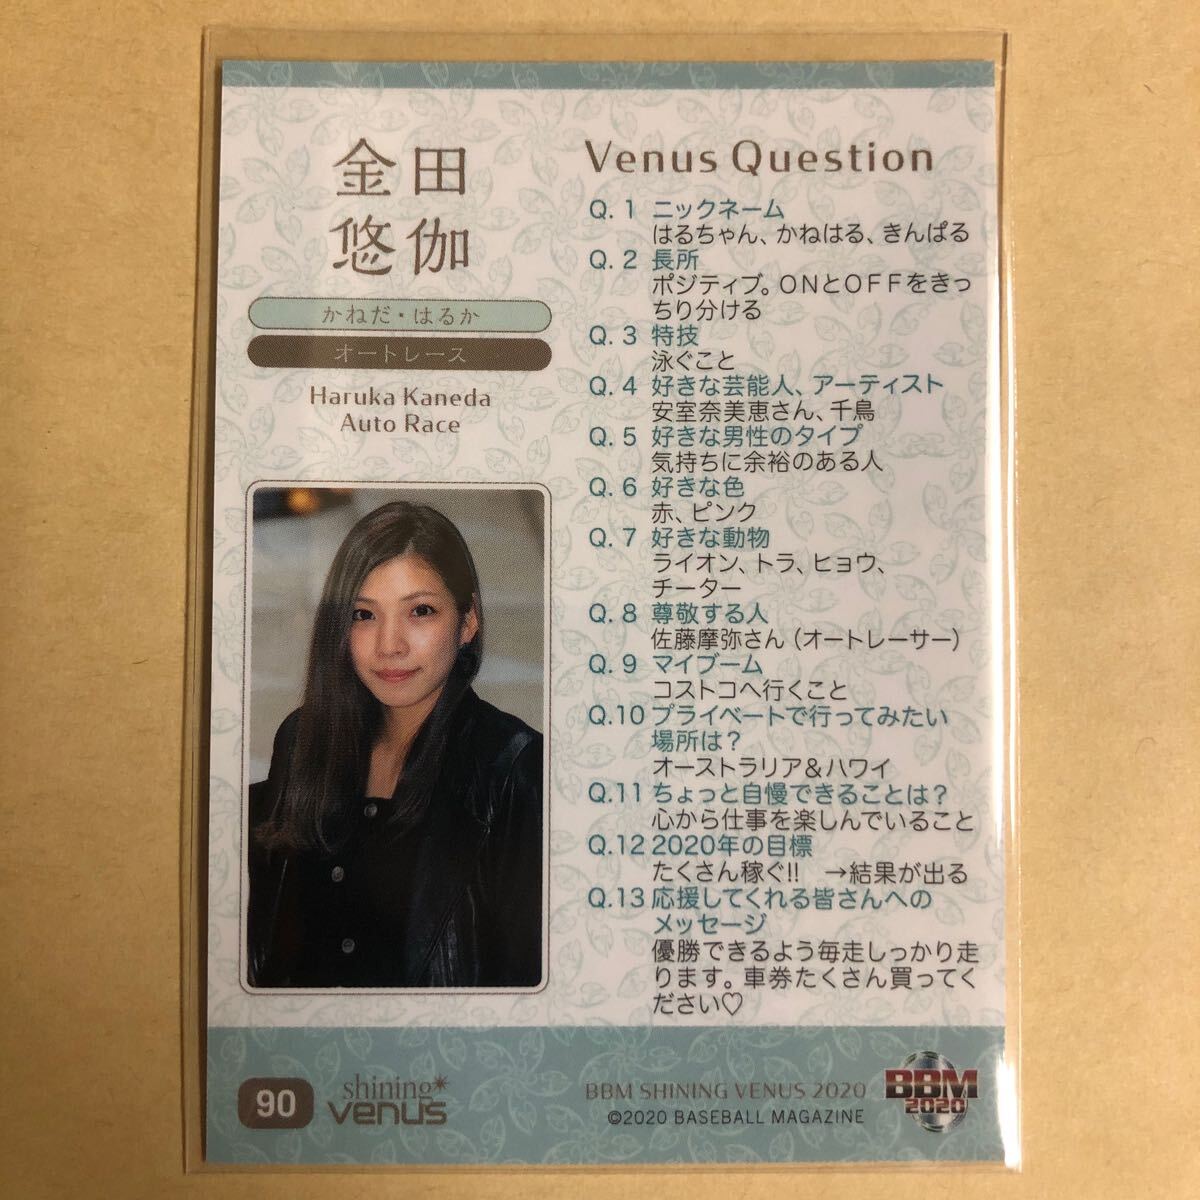 金田
悠伽
かねだ・はるか
オートレース
Haruka Kaneda
Auto Race
Venus Question
Q. 1 ニックネーム
はるちゃん、かねはる、きんぱる
Q. 2 長所
ポジティブ。ONとOFFをきっ
ちり分ける
Q. 3 特技
泳ぐこと
Q. 4 好きな芸能人、アーティスト
安室奈美恵さん、千鳥
Q. 5 好きな男性のタイプ
気持ちに余裕のある人
Q. 6 好きな色
赤、ピンク
Q. 7 好きな動物
ライオン、トラ、ヒョウ、
チーター
Q. 8 尊敬する人
佐藤摩弥さん（オートレーサー）
Q. 9 マイブーム
コストコへ行くこと
Q.10 プライベートで行ってみたい
場所は？
オーストラリア＆ハワイ
Q.11 ちょっと自慢できることは？
心から仕事を楽しんでいること
Q.12 2020年の目標
たくさん稼ぐ!!　→結果が出る
Q.13 応援してくれる皆さんへの
メッセージ
優勝できるよう毎走しっかり走
ります。車券たくさん買ってく
ださい♡
90
shining
venus
BBM SHINING VENUS 2020
©2020 BASEBALL MAGAZINE
BBM
2020